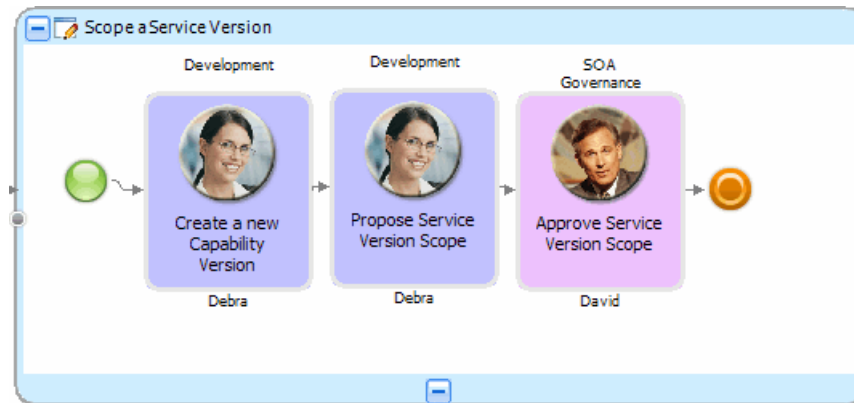 Scope a Service Version
Development
Development
SOA
Governance
Create a new
Capability
Version
Propose Service
Version Scope
Approve Service
Version Scope
Debra
Debra
David